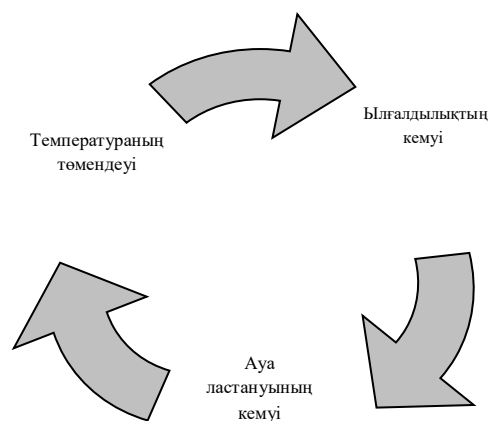 Температураның
төмендеуі
Ылғалдылықтың
кемуі
Ауа
ластануының
кемуі